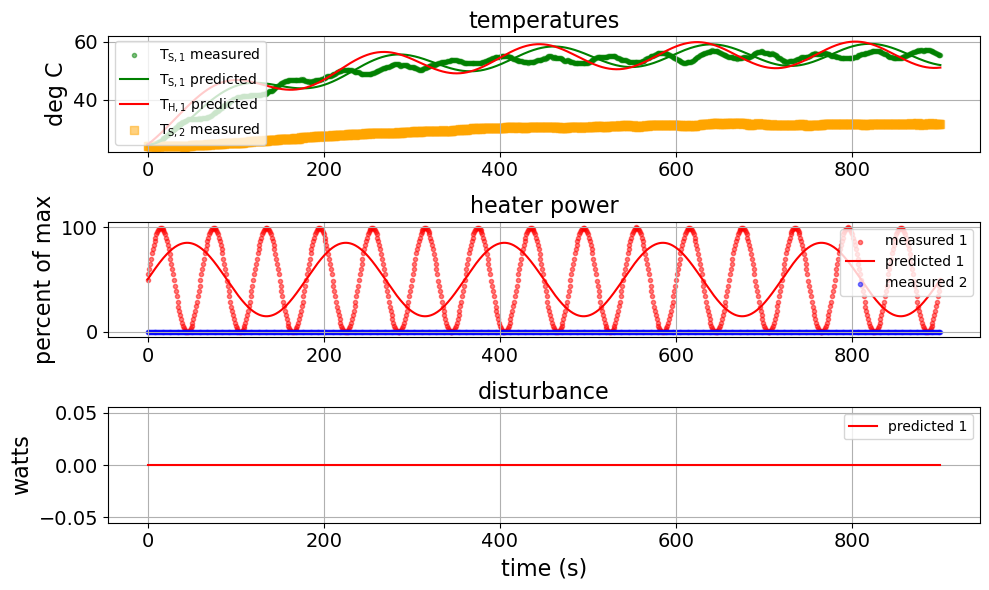 temperatures
deg C
60
40
T_S,1 measured
T_S,1 predicted
T_H,1 predicted
T_S,2 measured
0
200
400
600
800
heater power
percent of max
100
0
measured 1
predicted 1
measured 2
0
200
400
600
800
disturbance
watts
0.05
0.00
−0.05
predicted 1
0
200
400
600
800
time (s)